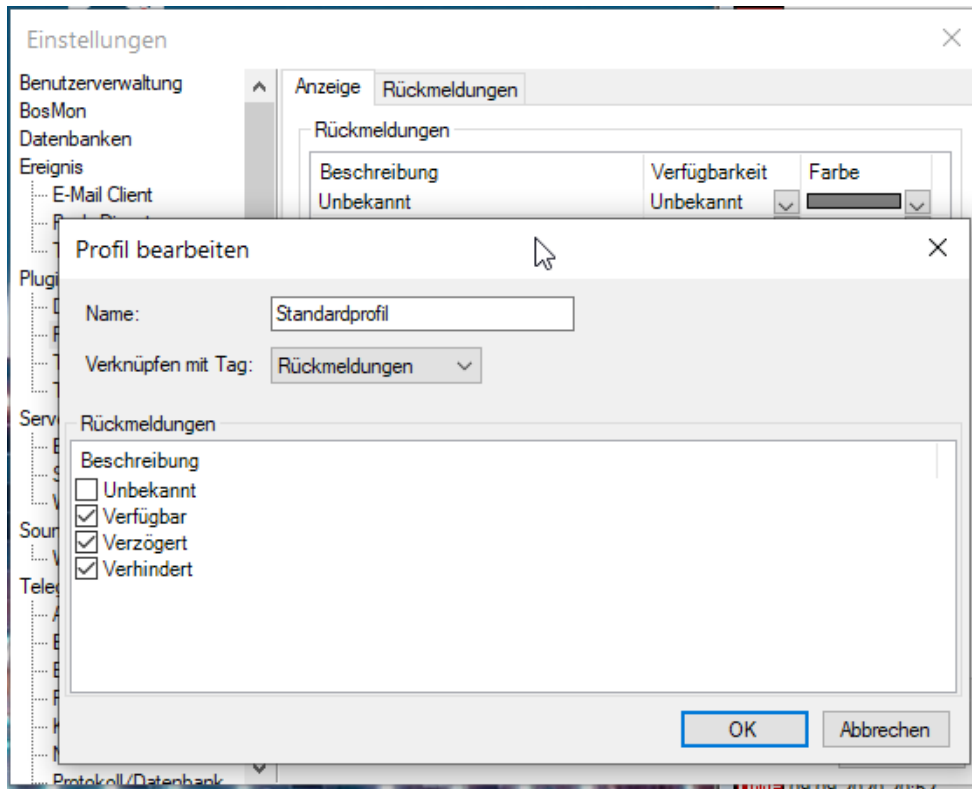 Einstellungen
Benutzerverwaltung
BosMon
Datenbanken
Ereignis
E-Mail Client
Anzeige
Rückmeldungen
Rückmeldungen
Beschreibung Verfügbarkeit Farbe
Unbekannt Unbekannt
Profil bearbeiten
Name: Standardprofil
Verknüpfen mit Tag: Rückmeldungen
Rückmeldungen
Beschreibung
Unbekannt
Verfügbar
Verzögert
Verhindert
OK Abbrechen
Protokoll/Datenbank